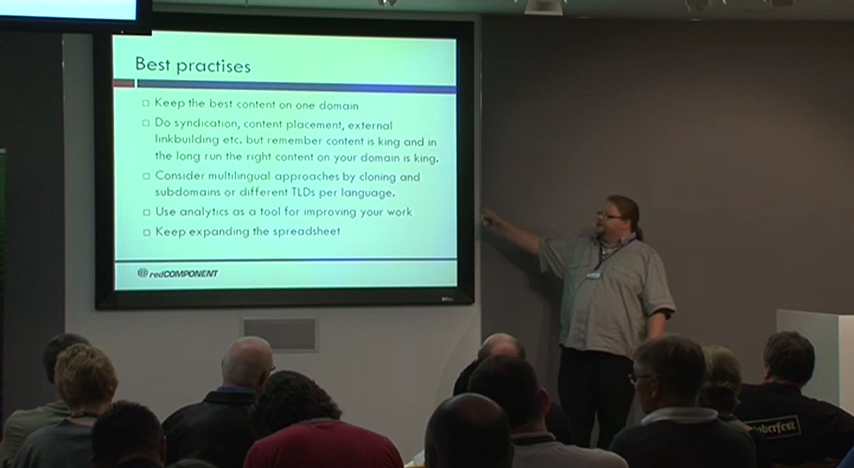 Best practises
Keep the best content on one domain
Do syndication, content placement, external
linkbuilding etc. but remember content is king and in
the long run the right content on your domain is king.
Consider multilingual approaches by cloning and
subdomains or different TLDs per language.
Use analytics as a tool for improving your work
Keep expanding the spreadsheet
redCOMPONENT